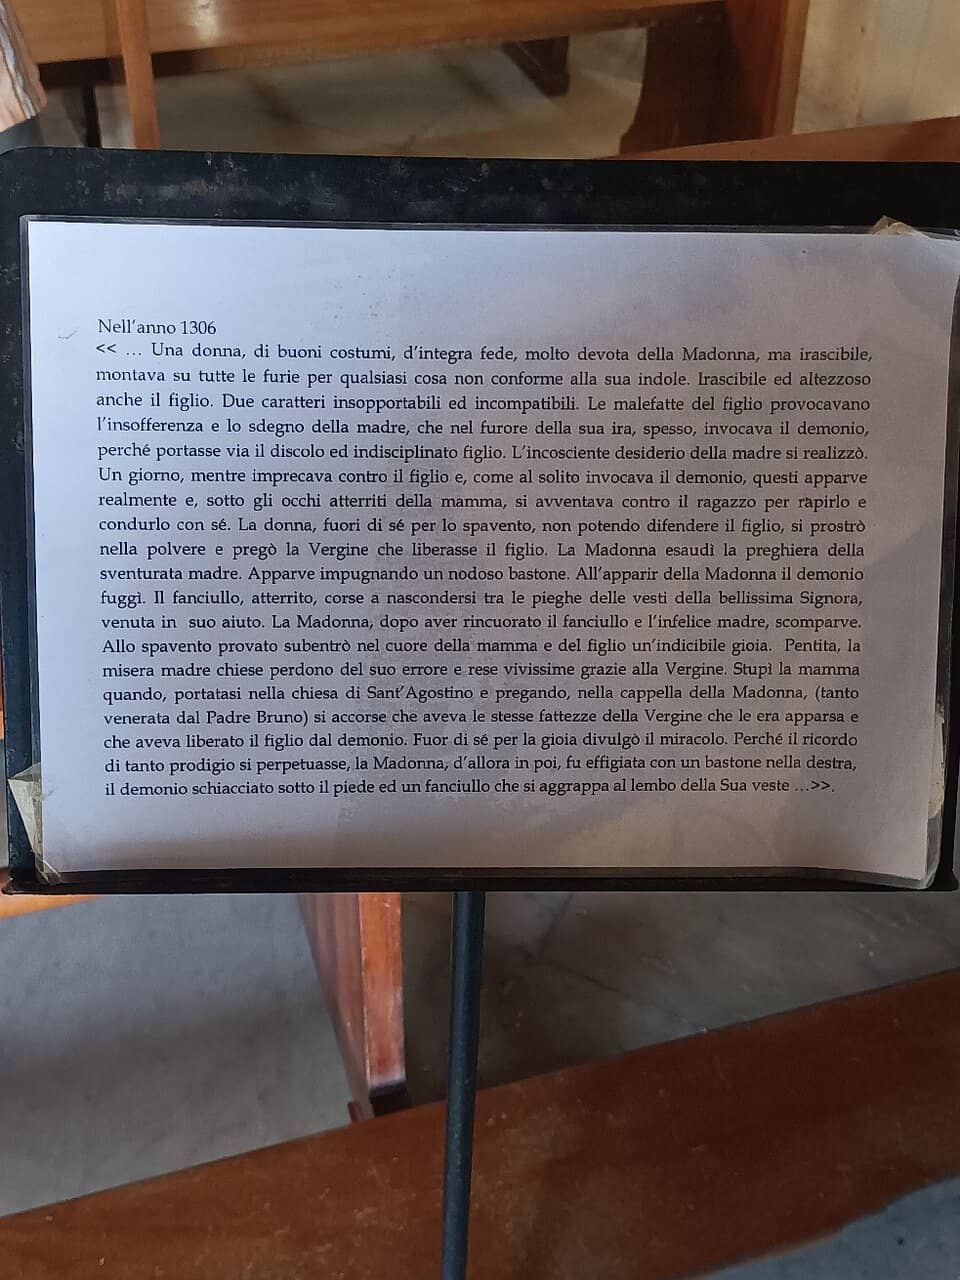 Nell'anno 1306
<< … Una donna, di buoni costumi, d'integra fede, molto devota della Madonna, ma irascibile,
montava su tutte le furie per qualsiasi cosa non conforme alla sua indole. Irascibile ed altezzoso
anche il figlio. Due caratteri insopportabili ed incompatibili. Le malefatte del figlio provocavano
l'insofferenza e lo sdegno della madre, che nel furore della sua ira, spesso, invocava il demonio,
perché portasse via il discolo ed indisciplinato figlio. L'incosciente desiderio della madre si realizzò.
Un giorno, mentre imprecava contro il figlio e, come al solito invocava il demonio, questi apparve
realmente e, sotto gli occhi atterriti della mamma, si avventava contro il ragazzo per rapirlo e
condurlo con sé. La donna, fuori di sé per lo spavento, non potendo difendere il figlio, si prostrò
nella polvere e pregò la Vergine che liberasse il figlio. La Madonna esaudì la preghiera della
sventurata madre. Apparve impugnando un nodoso bastone. All'apparir della Madonna il demonio
fuggì. Il fanciullo, atterrito, corse a nascondersi tra le pieghe delle vesti della bellissima Signora,
venuta in suo aiuto. La Madonna, dopo aver rincuorato il fanciullo e l'infelice madre, scomparve.
Allo spavento provato subentrò nel cuore della mamma e del figlio un'indicibile gioia. Pentita, la
misera madre chiese perdono del suo errore e rese vivissime grazie alla Vergine. Stupì la mamma
quando, portatasi nella chiesa di Sant'Agostino e pregando, nella cappella della Madonna, (tanto
venerata dal Padre Bruno) si accorse che aveva le stesse fattezze della Vergine che le era apparsa e
che aveva liberato il figlio dal demonio. Fuor di sé per la gioia divulgò il miracolo. Perché il ricordo
di tanto prodigio si perpetuasse, la Madonna, d'allora in poi, fu effigiata con un bastone nella destra,
il demonio schiacciato sotto il piede ed un fanciullo che si aggrappa al lembo della Sua veste …>>.